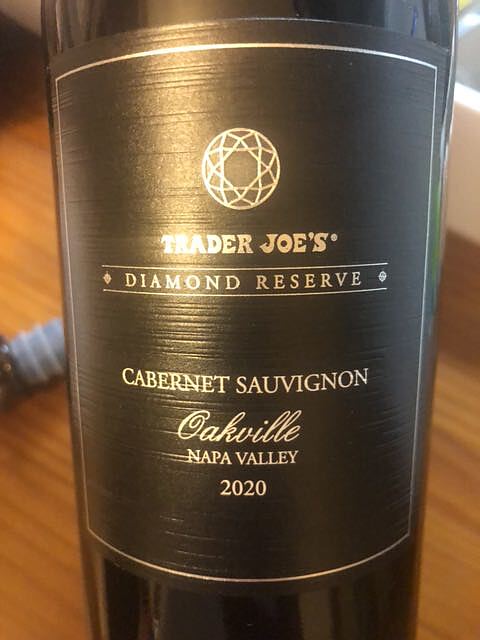 TRADER JOE'S®
DIAMOND RESERVE
CABERNET SAUVIGNON
Oakville
NAPA VALLEY
2020